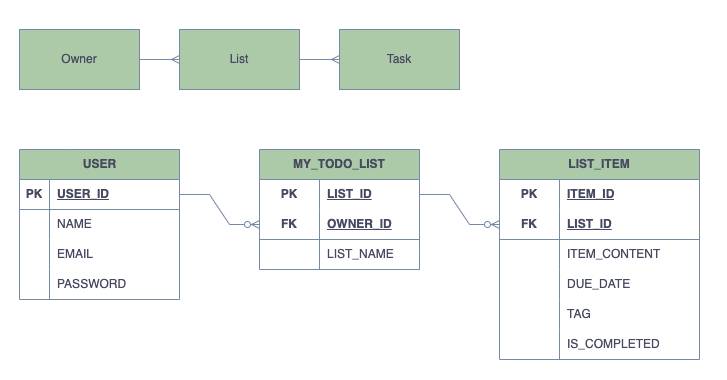 Owner List Task
USER
PK USER_ID
NAME
EMAIL
PASSWORD
MY_TODO_LIST
PK LIST_ID
FK OWNER_ID
LIST_NAME
LIST_ITEM
PK ITEM_ID
FK LIST_ID
ITEM_CONTENT
DUE_DATE
TAG
IS_COMPLETED